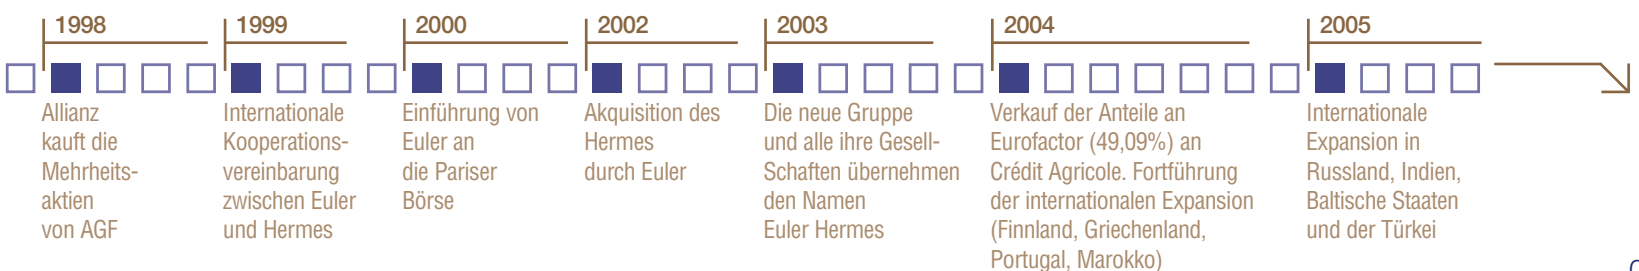 1998
Allianz
kauft die
Mehrheits-
aktien
von AGF
1999
Internationale
Kooperations-
vereinbarung
zwischen Euler
und Hermes
2000
Einführung von
Euler an
die Pariser
Börse
2002
Akquisition des
Hermes
durch Euler
2003
Die neue Gruppe
und alle ihre Gesell-
Schaften übernehmen
den Namen
Euler Hermes
2004
Verkauf der Anteile an
Eurofactor (49,09%) an
Crédit Agricole. Fortführung
der internationalen Expansion
(Finnland, Griechenland,
Portugal, Marokko)
2005
Internationale
Expansion in
Russland, Indien,
Baltische Staaten
und der Türkei